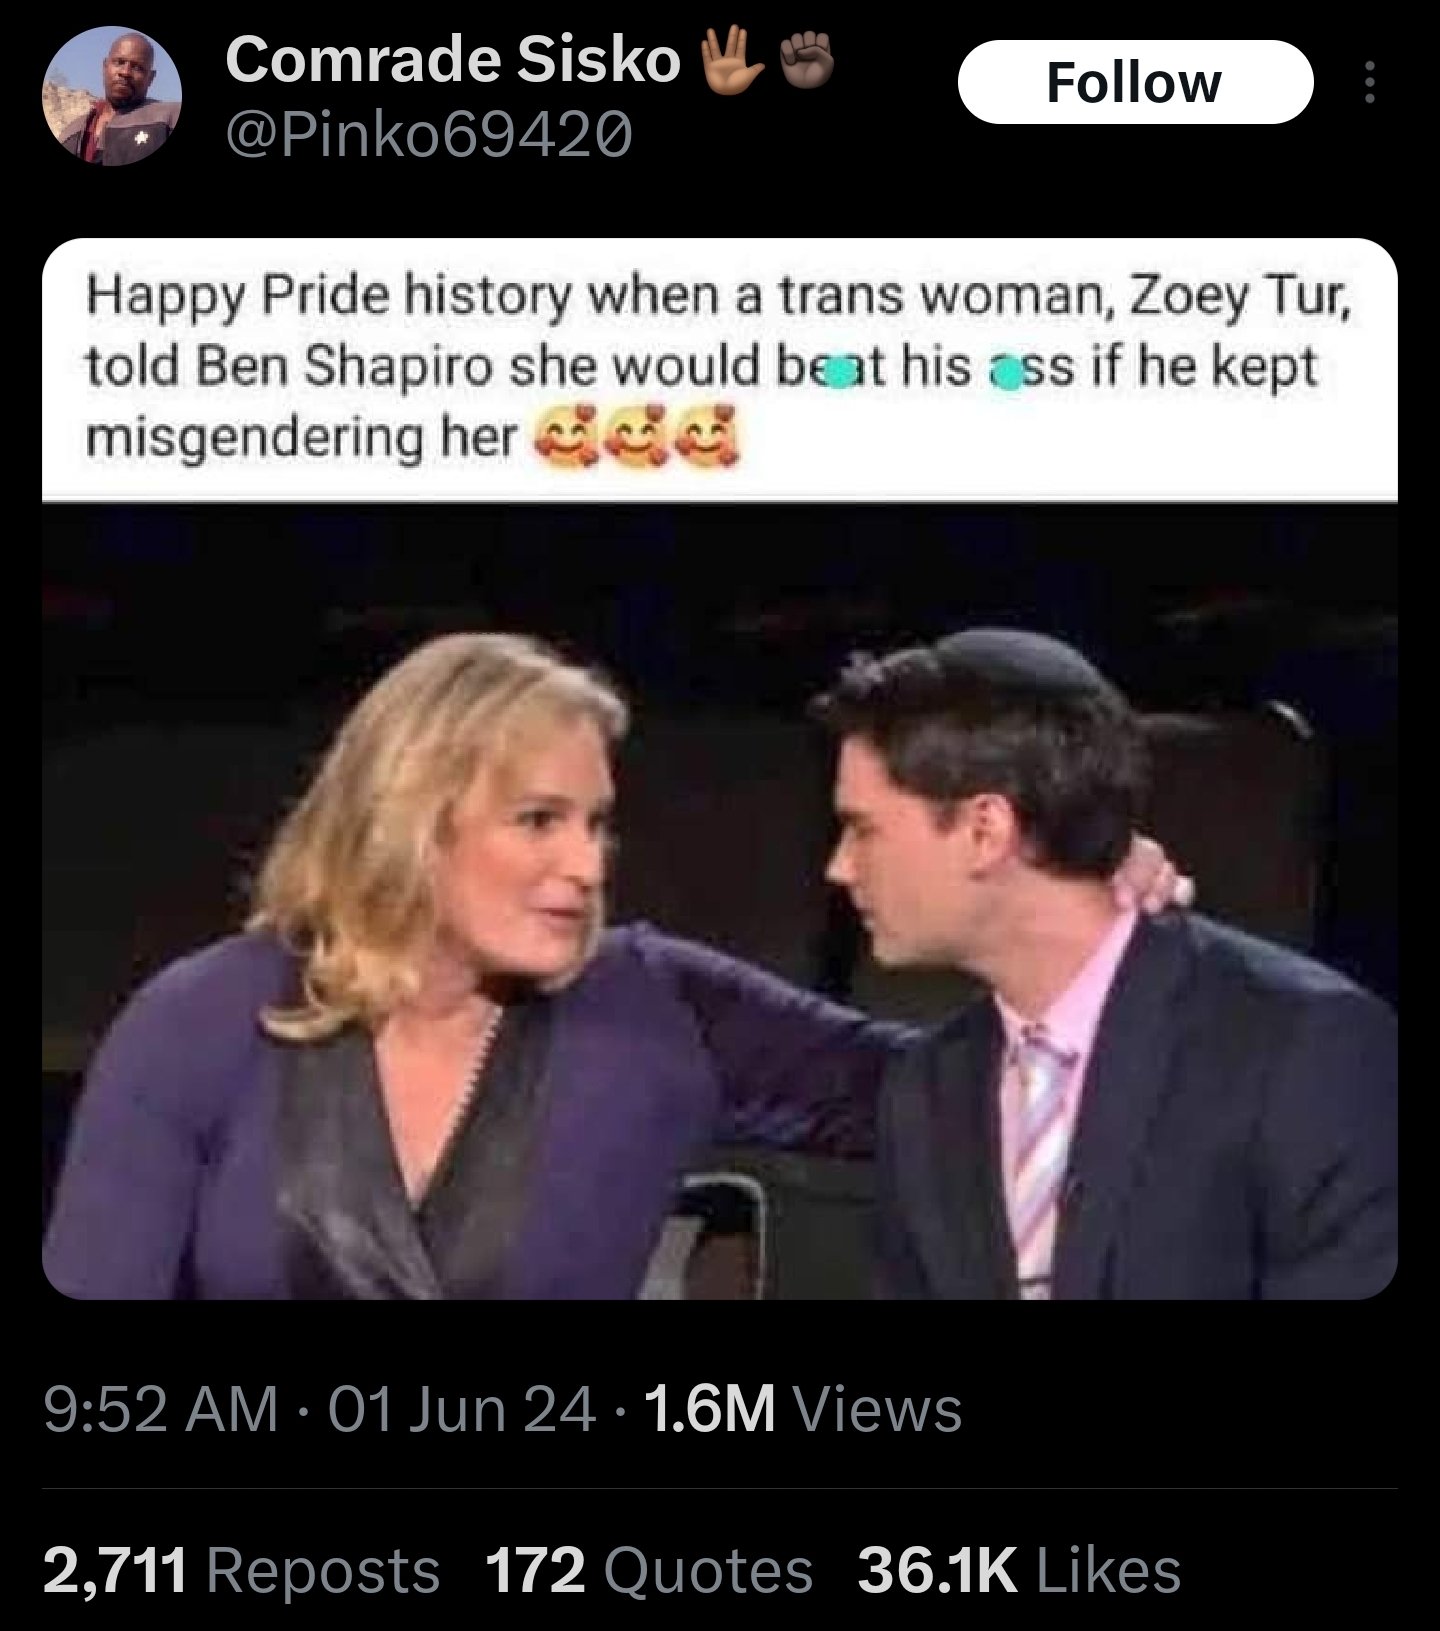 Comrade Sisko 🖖🏾✊🏿
@Pinko69420
Follow
Happy Pride history when a trans woman, Zoey Tur,
told Ben Shapiro she would beat his ass if he kept
misgendering her 🥰🥰🥰
9:52 AM · 01 Jun 24 · 1.6M Views
2,711 Reposts 172 Quotes 36.1K Likes